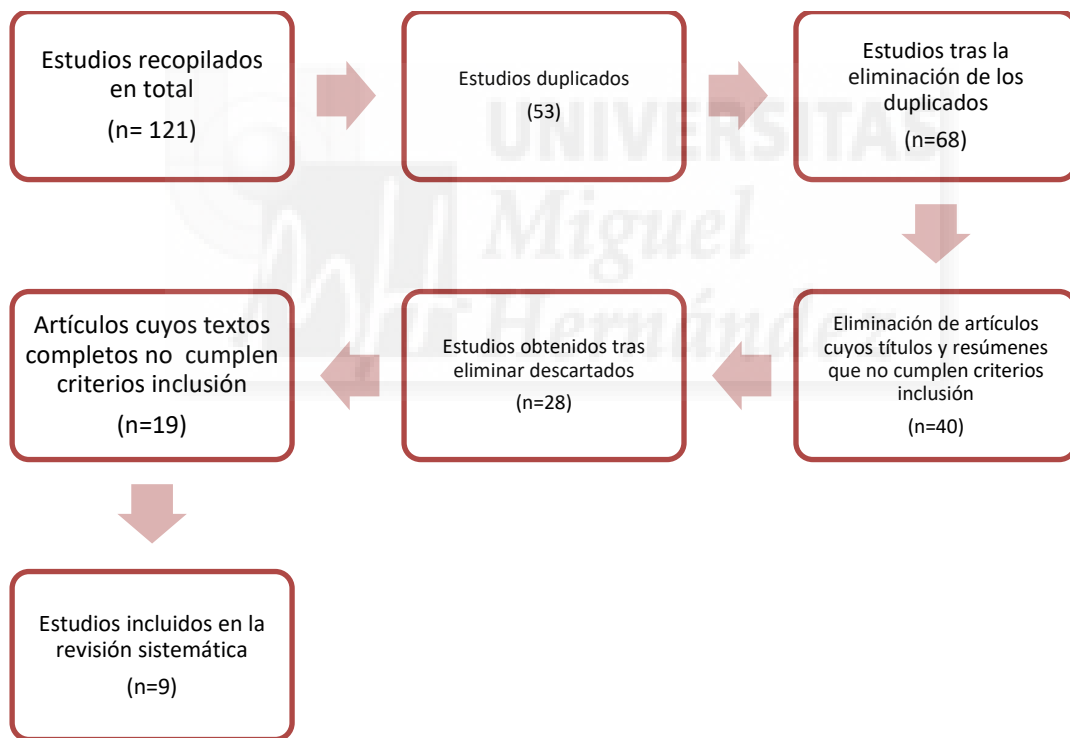 Estudios recopilados
en total
(n= 121)
Estudios duplicados
(53)
Estudios tras la
eliminación de los
duplicados
(n=68)
Eliminación de artículos
cuyos títulos y resúmenes
que no cumplen criterios
inclusión
(n=40)
Estudios obtenidos tras
eliminar descartados
(n=28)
Artículos cuyos textos
completos no cumplen
criterios inclusión
(n=19)
Estudios incluidos en la
revisión sistemática
(n=9)
UNIVERSITAS
Miguel
Hernández